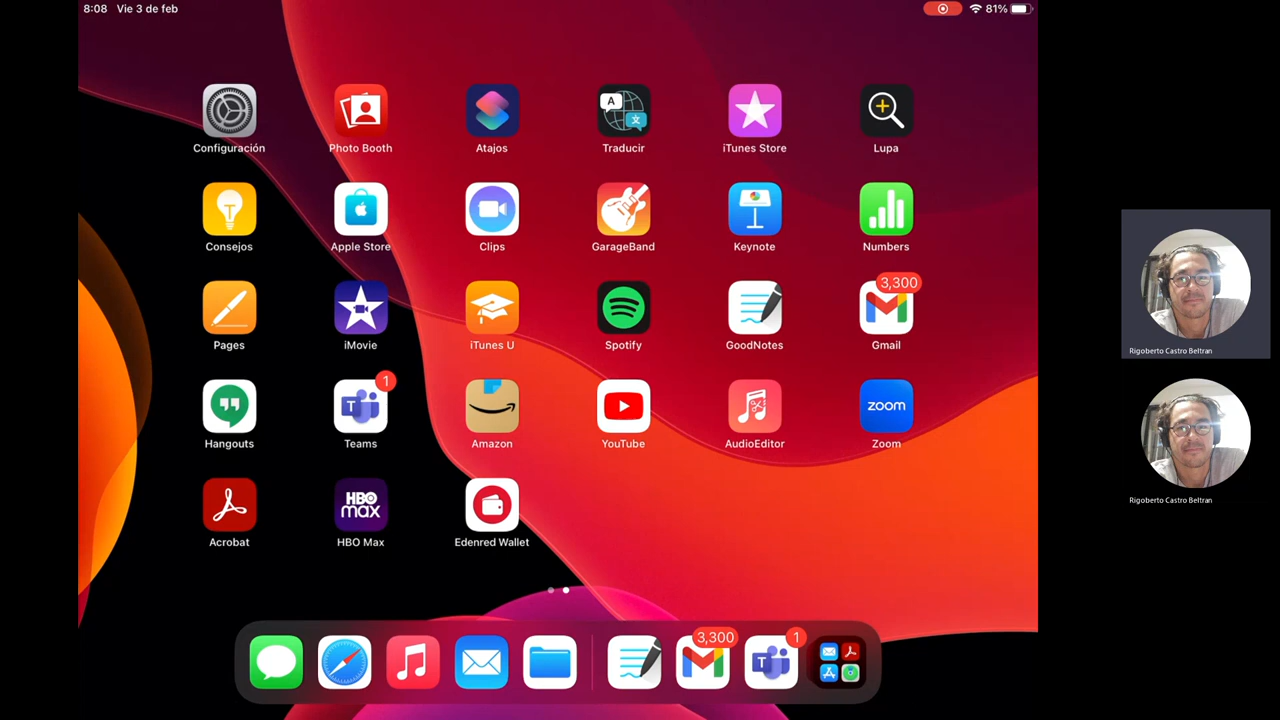 8:08 Vie 3 de feb 81%
Configuración Photo Booth Atajos Traducir iTunes Store Lupa
Consejos Apple Store Clips GarageBand Keynote Numbers
3,300
Pages iMovie iTunes U Spotify GoodNotes Gmail
1
zoom
Hangouts Teams Amazon YouTube AudioEditor Zoom
HBO
max
Acrobat HBO Max Edenred Wallet
3,300 1
Rigoberto Castro Beltran
Rigoberto Castro Beltran